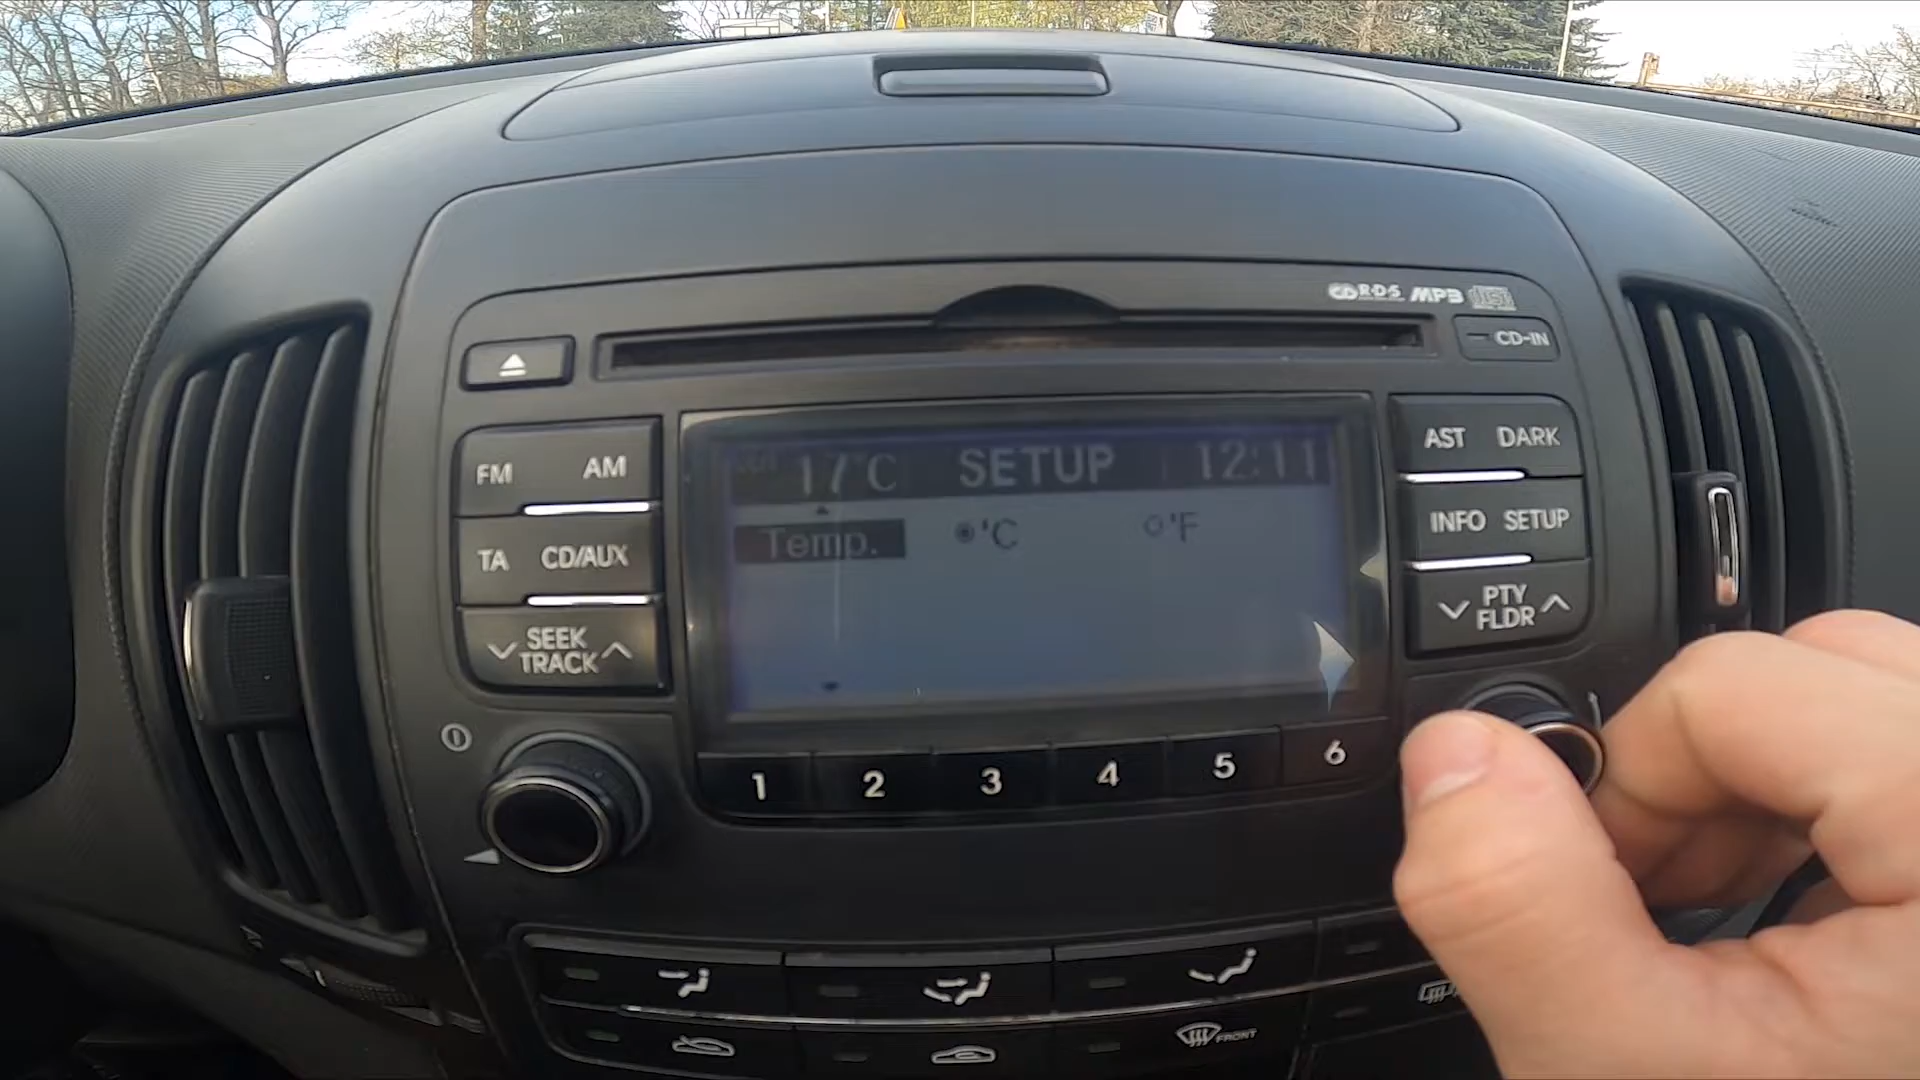 RDS MP3
CD-IN
FM AM
AST DARK
17°C SETUP 12:11
Temp. °C °F
TA CD/AUX
INFO SETUP
SEEK
TRACK
PTY
FLDR
1 2 3 4 5 6
FRONT